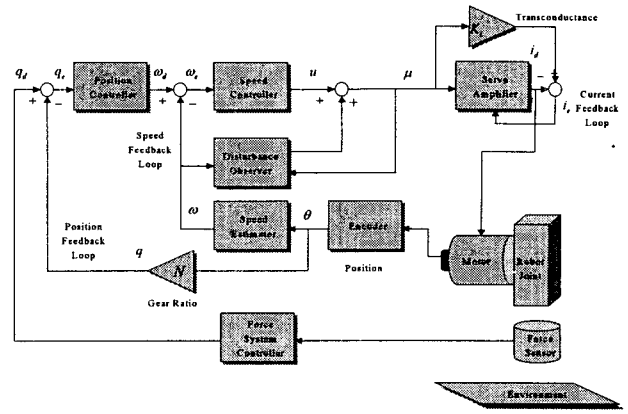 Transconductance
K
i_d
q_d
q_e
Position
Controller
ω_d
ω_e
Speed
Controller
u
μ
Servo
Amplifier
+
−
+
−
+
+
−
+
i_e
Current
Feedback
Loop
Speed
Feedback
Loop
Disturbance
Observer
ω
Speed
Estimator
θ
Encoder
Position
Position
Feedback
Loop
q
N
Gear Ratio
Motor
Robot
Joint
Force
System
Controller
Force
Sensor
Environment